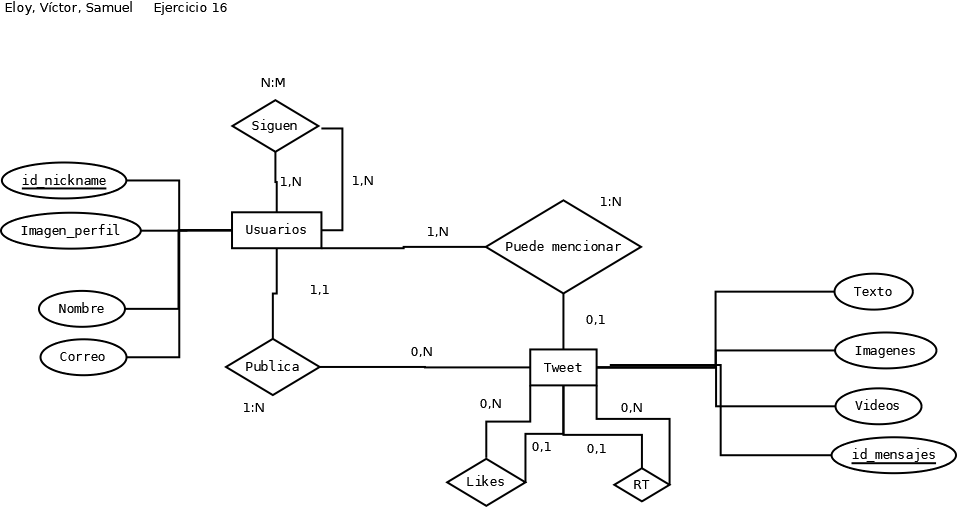 Eloy, Víctor, Samuel Ejercicio 16
N:M
Siguen
id_nickname
1,N
1,N
1:N
Imagen_perfil
Usuarios
1,N
Puede mencionar
1,1
0,1
Texto
Nombre
Correo
0,N
Imagenes
Publica
Tweet
1:N
0,N
0,N
Videos
0,1
0,1
id_mensajes
Likes
RT